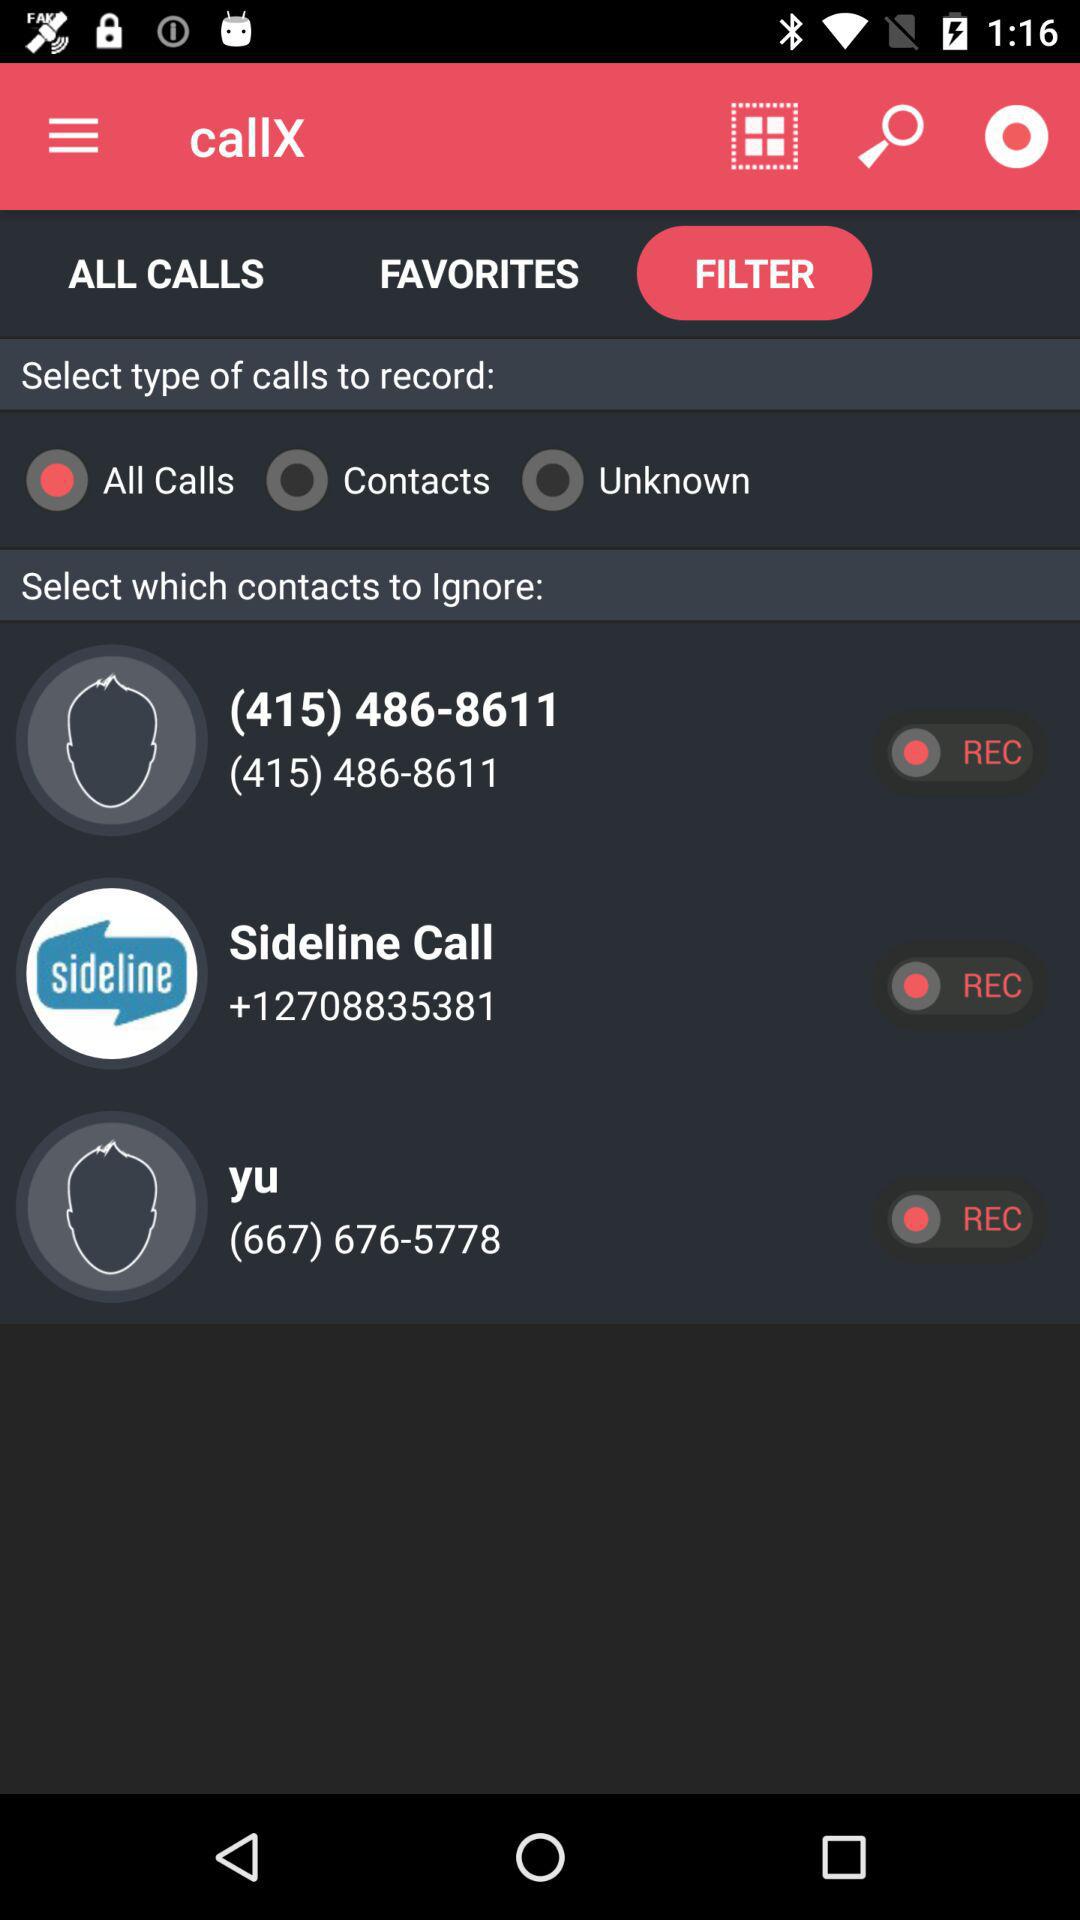 FAKE
1:16
callX
ALL CALLS FAVORITES FILTER
Select type of calls to record:
All Calls Contacts Unknown
Select which contacts to Ignore:
(415) 486-8611
(415) 486-8611
REC
sideline
Sideline Call
+12708835381
REC
yu
(667) 676-5778
REC